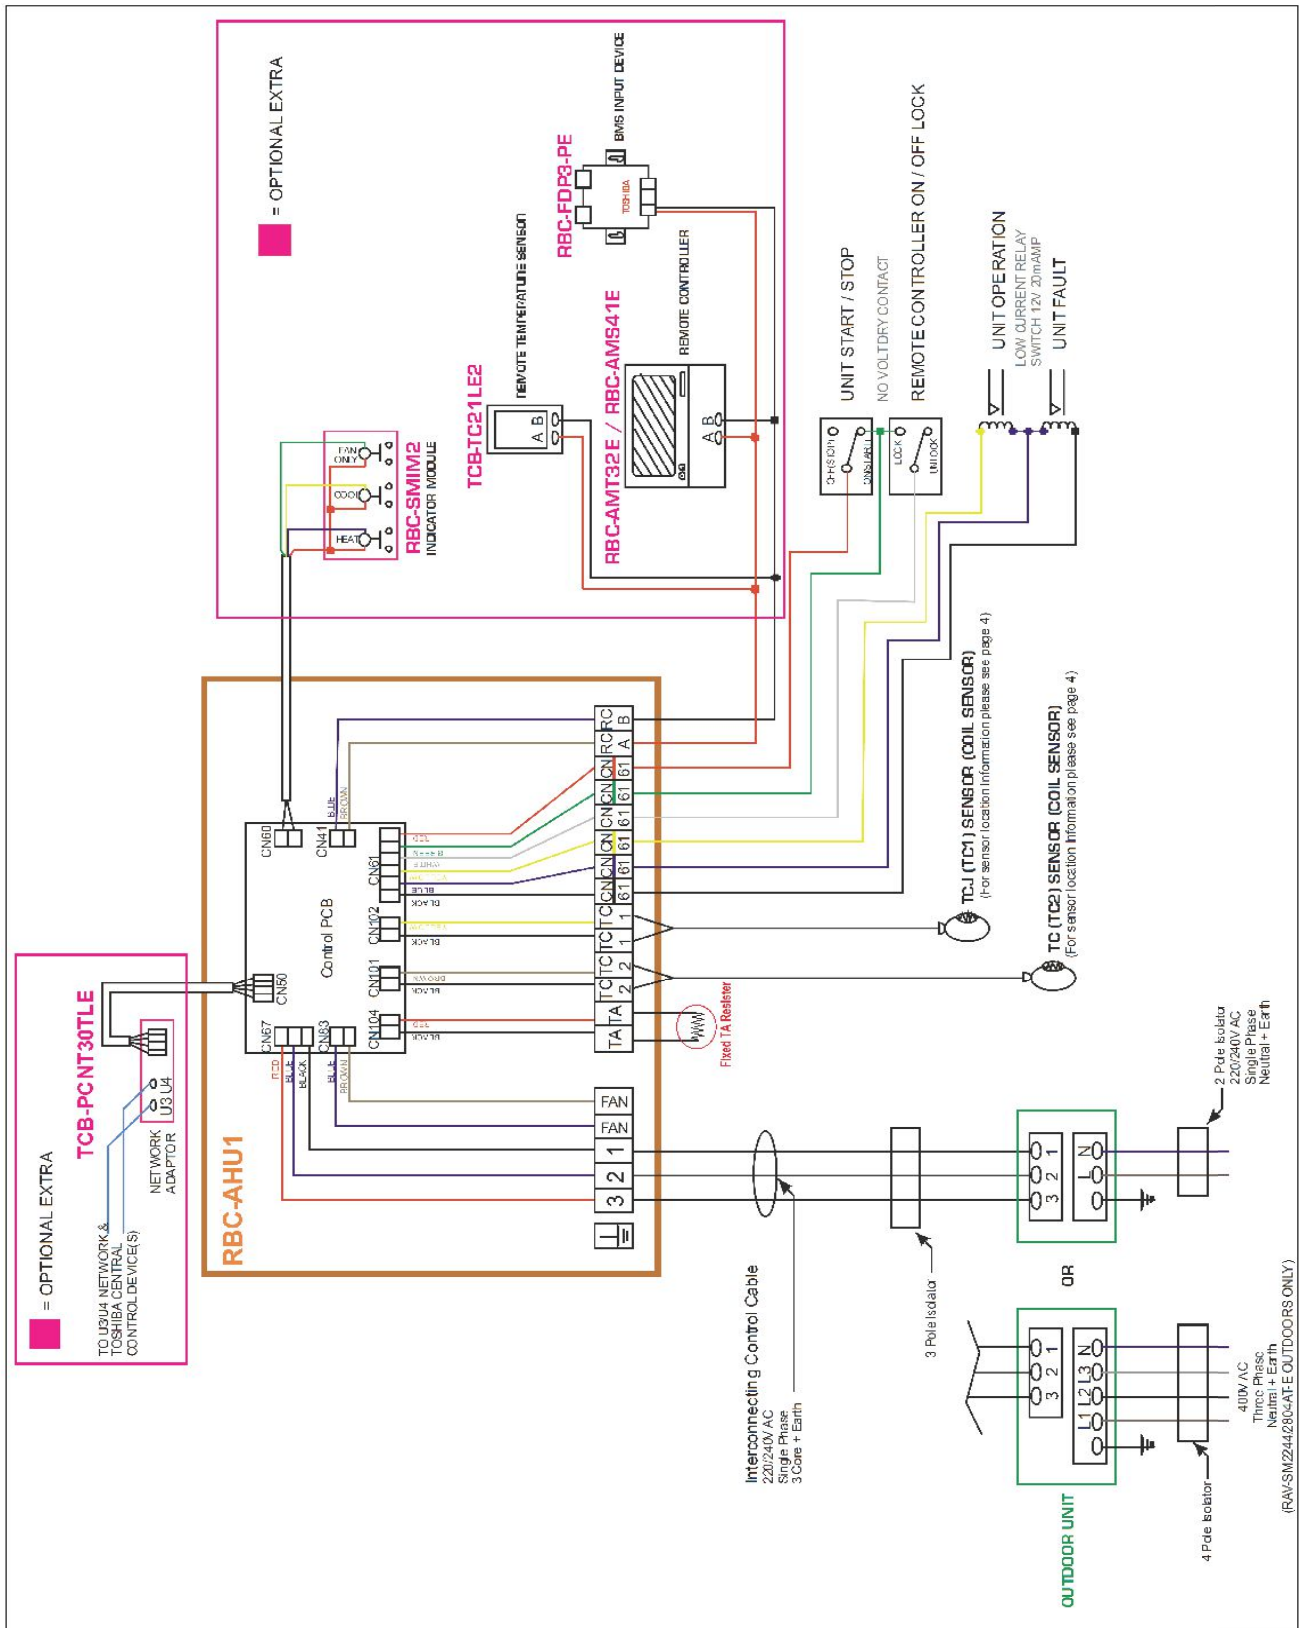 = OPTIONAL EXTRA
TCB-PCNT30TLE
TO U3/U4 NETWORK &
TOSHIBA CENTRAL
CONTROL DEVICE(S)
NETWORK
ADAPTOR
U3 U4
= OPTIONAL EXTRA
FAN
ONLY
COOL
HEAT
RBC-SMIM2
INDICATOR MODULE
TCB-TC21LE2
REMOTE TEMPERATURE SENSOR
A B
RBC-FDP3-PE
BMS INPUT DEVICE
TOSHIBA
RBC-AMT32E / RBC-AMS41E
REMOTE CONTROLLER
A B
RBC-AHU1
Control PCB
CN50
CN60
CN41
CN61
CN102
CN101
CN104
CN83
CN67
BLUE
BROWN
RED
GREEN
WHITE
YELLOW
BLUE
BLACK
YELLOW
BLACK
BROWN
BLACK
RED
BLACK
RED
BLUE
BLACK
BLUE
BROWN
3
2
1
FAN
FAN
TA
TA
TC
2
TC
2
TC
1
TC
1
CN
61
CN
61
CN
61
CN
61
CN
61
CN
61
RC
A
RC
B
Fixed TA Resister
OFF(STOP)
ON(START)
UNIT START / STOP
NO VOLT DRY CONTACT
LOCK
UNLOCK
REMOTE CONTROLLER ON / OFF LOCK
UNIT OPERATION
LOW CURRENT RELAY
SWITCH 12V 20mAMP
UNIT FAULT
TCJ (TC1) SENSOR (COIL SENSOR)
(For sensor location information please see page 4)
TC (TC2) SENSOR (COIL SENSOR)
(For sensor location information please see page 4)
Interconnecting Control Cable
220/240V AC
Single Phase
3 Core + Earth
3 Pole Isolator
OUTDOOR UNIT
3 2 1
L1 L2 L3 N
OR
3 2 1
L N
4 Pole Isolator
400V AC
Three Phase
Neutral + Earth
(RAV-SM2244/2804AT-E OUTDOORS ONLY)
2 Pole Isolator
220/240V AC
Single Phase
Neutral + Earth